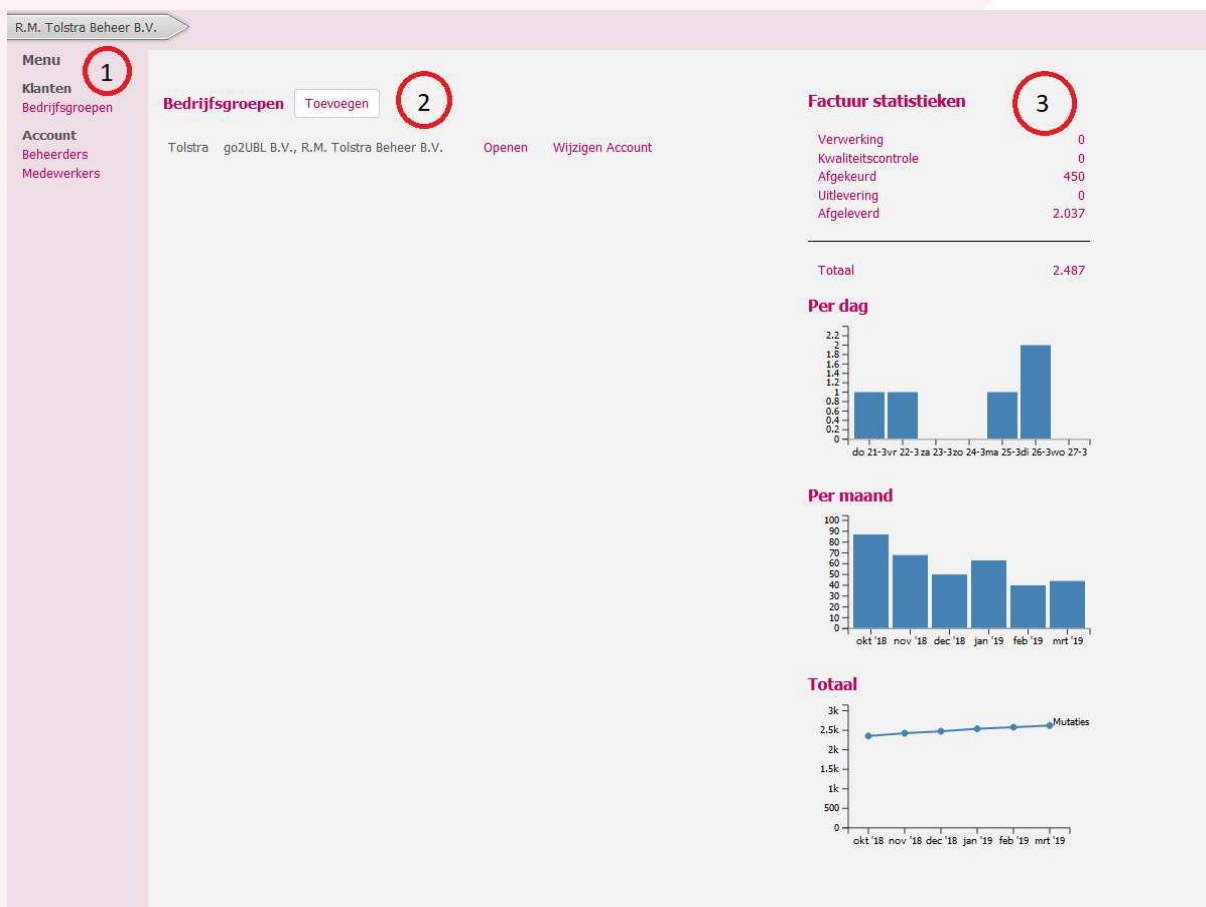 R.M. Tolstra Beheer B.V.
Menu
1
Klanten
Bedrijfsgroepen
Account
Beheerders
Medewerkers
Bedrijfsgroepen Toevoegen 2
Tolstra go2UBL B.V., R.M. Tolstra Beheer B.V. Openen Wijzigen Account
Factuur statistieken 3
Verwerking 0
Kwaliteitscontrole 0
Afgekeurd 450
Uitlevering 0
Afgeleverd 2.037
Totaal 2.487
Per dag
2.2
2
1.8
1.6
1.4
1.2
1
0.8
0.6
0.4
0.2
0
do 21-3 vr 22-3 za 23-3 zo 24-3 ma 25-3 di 26-3 wo 27-3
Per maand
100
90
80
70
60
50
40
30
20
10
0
okt '18 nov '18 dec '18 jan '19 feb '19 mrt '19
Totaal
3k
2.5k
2k
1.5k
1k
500
0
Mutaties
okt '18 nov '18 dec '18 jan '19 feb '19 mrt '19